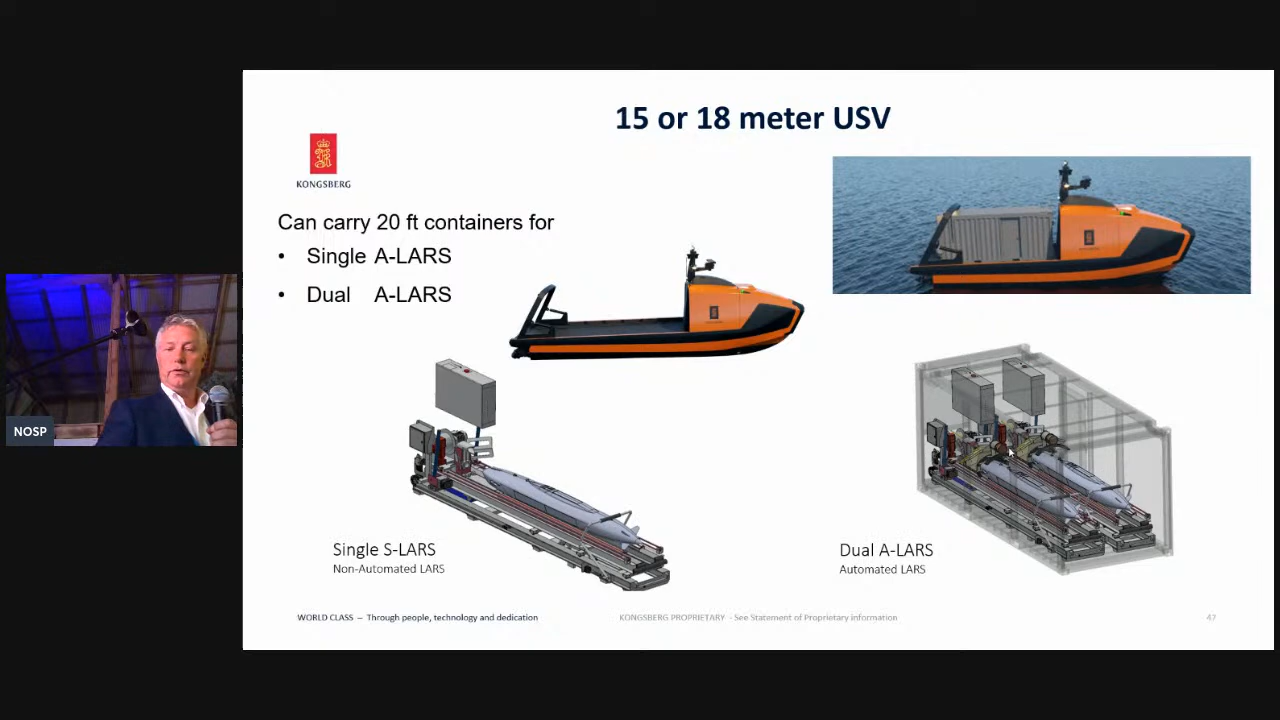 15 or 18 meter USV
KONGSBERG
Can carry 20 ft containers for
• Single A-LARS
• Dual A-LARS
NOSP
Single S-LARS
Non-Automated LARS
Dual A-LARS
Automated LARS
WORLD CLASS – Through people, technology and dedication
KONGSBERG PROPRIETARY - See Statement of Proprietary information
47